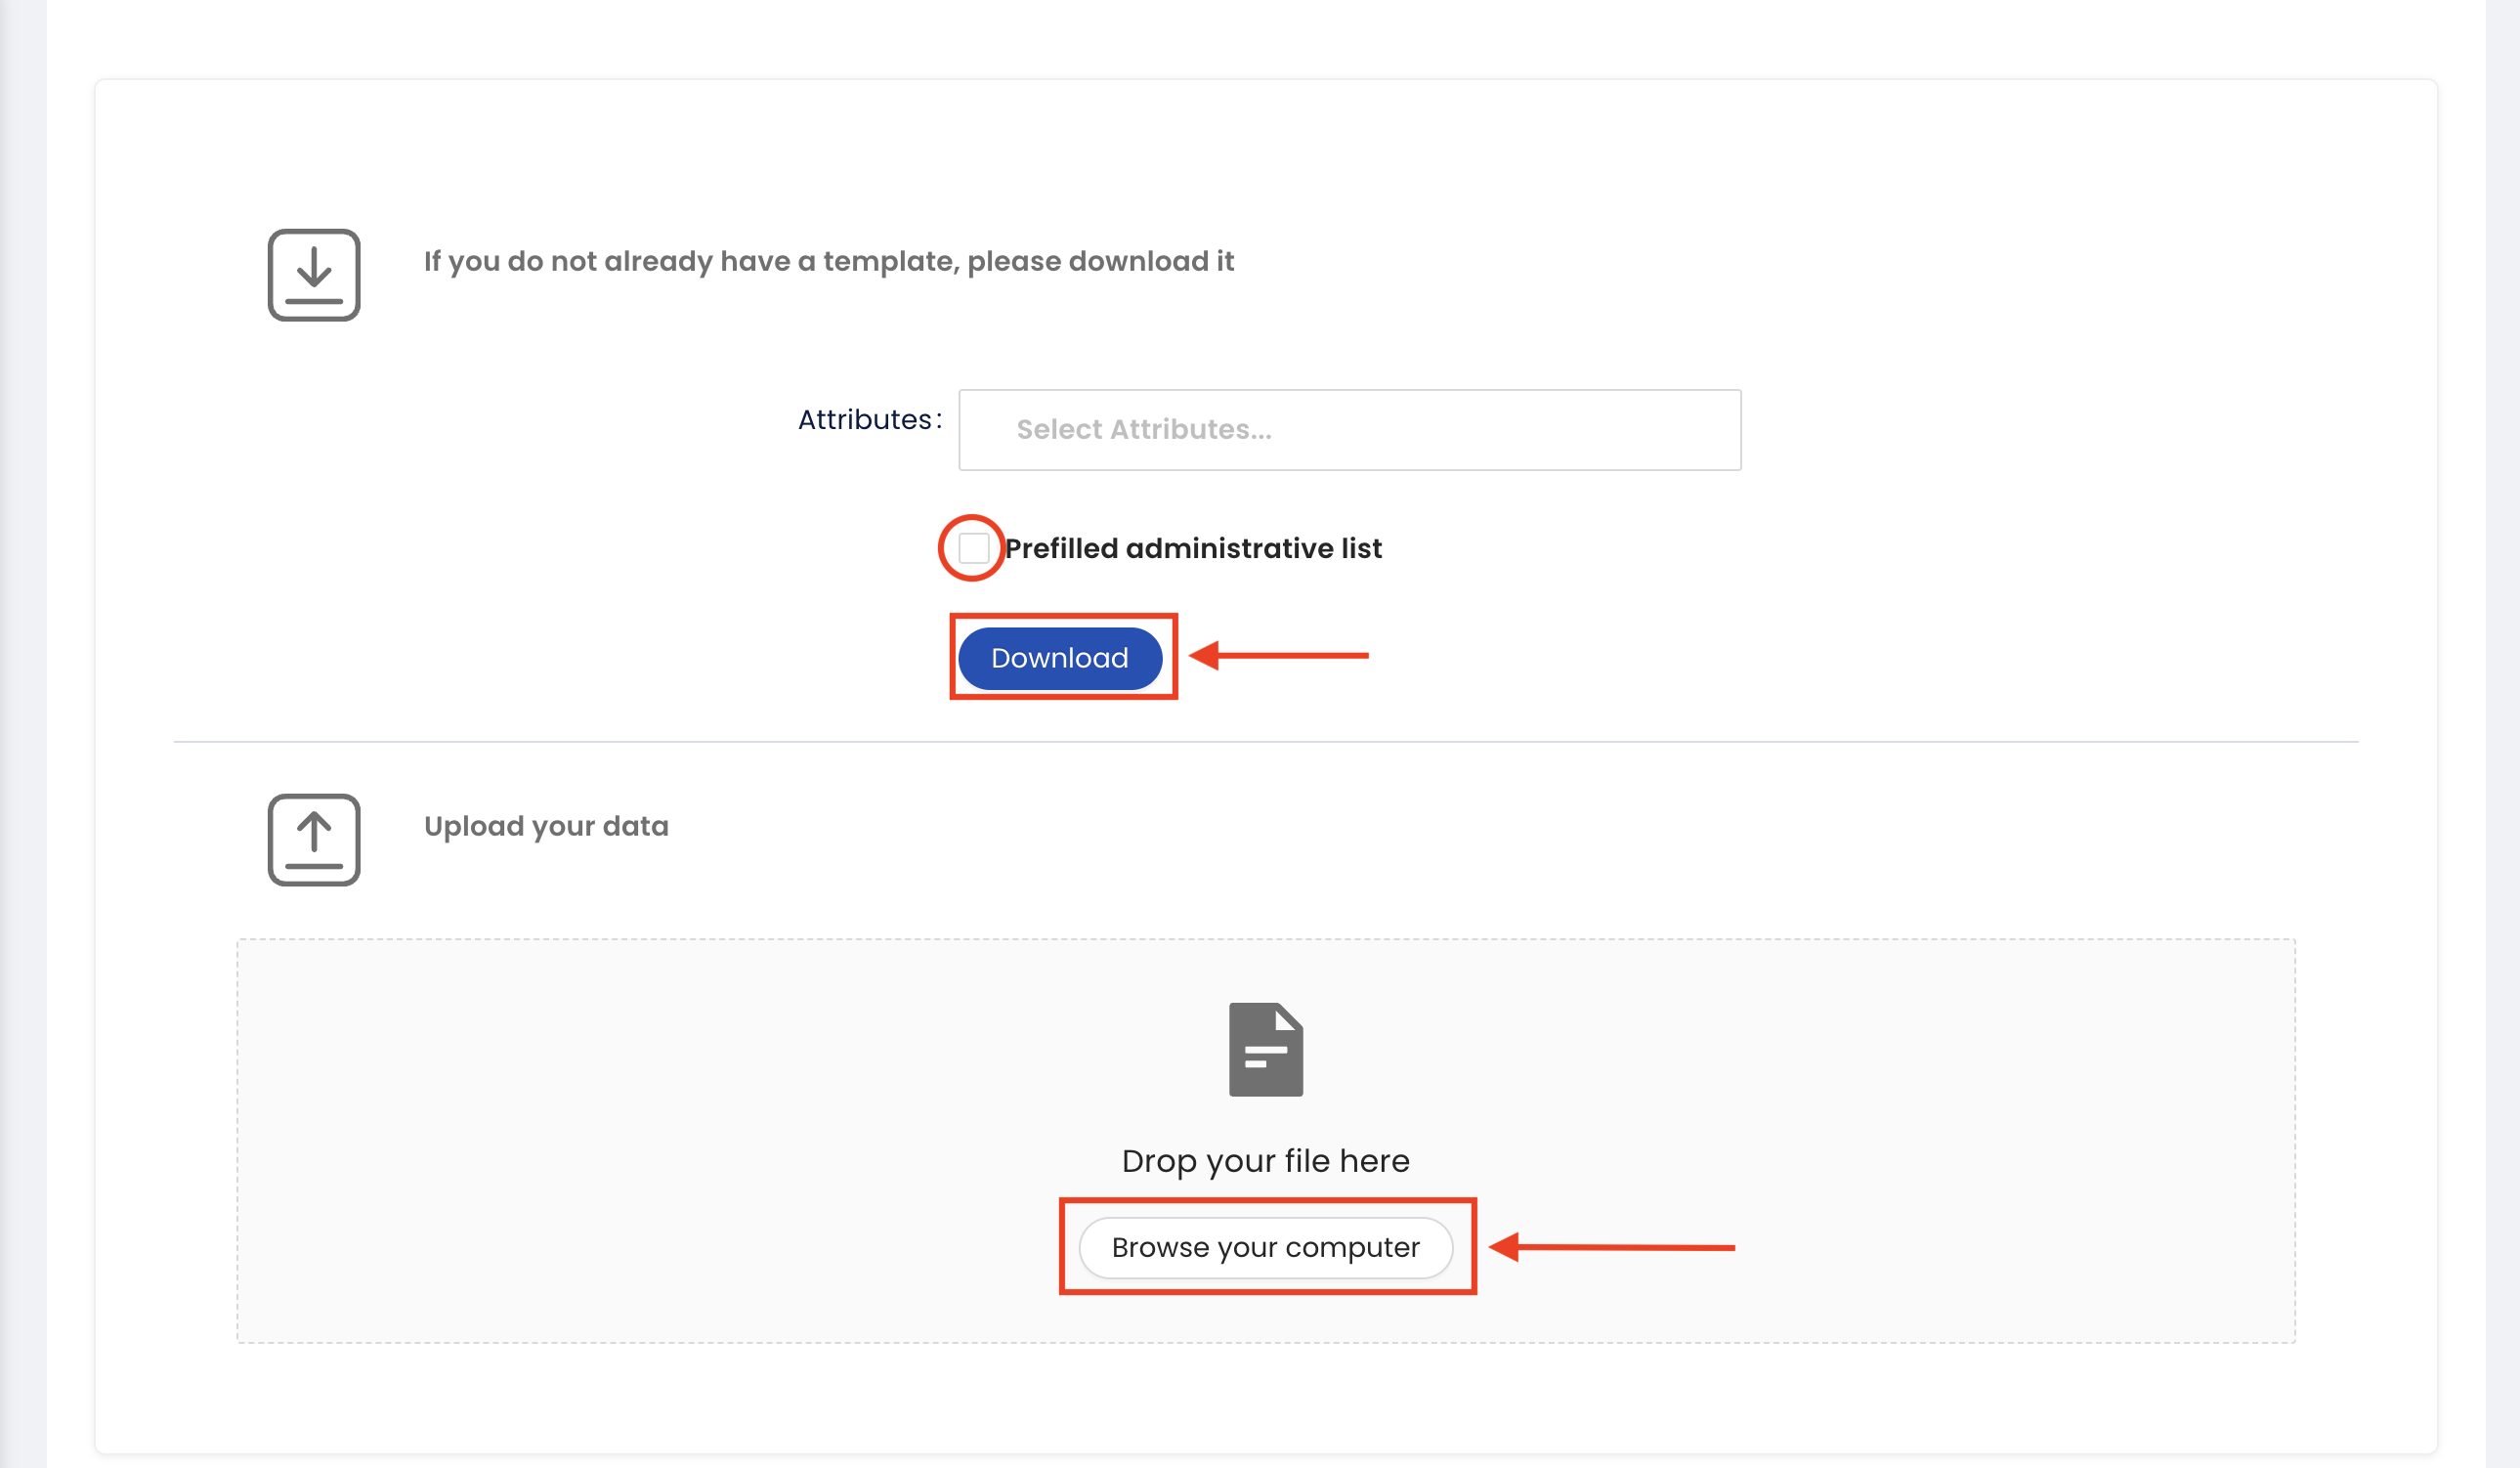 If you do not already have a template, please download it
Attributes:
Select Attributes...
Prefilled administrative list
Download
Upload your data
Drop your file here
Browse your computer